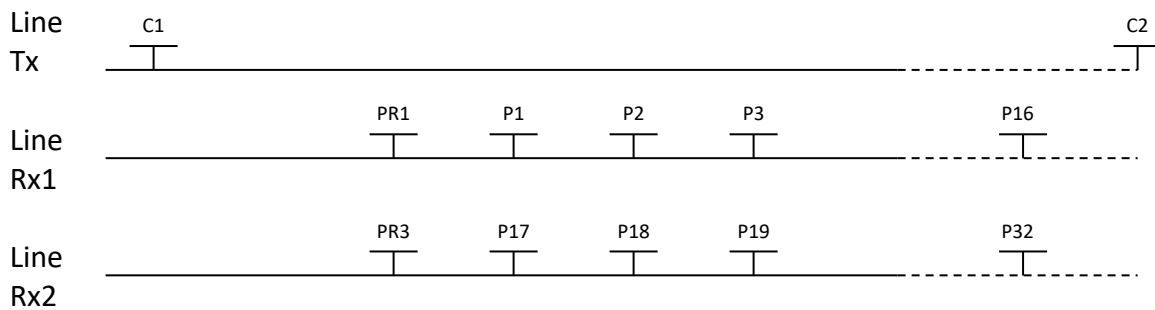 Line Tx
C1 C2
Line Rx1
PR1 P1 P2 P3 P16
Line Rx2
PR3 P17 P18 P19 P32